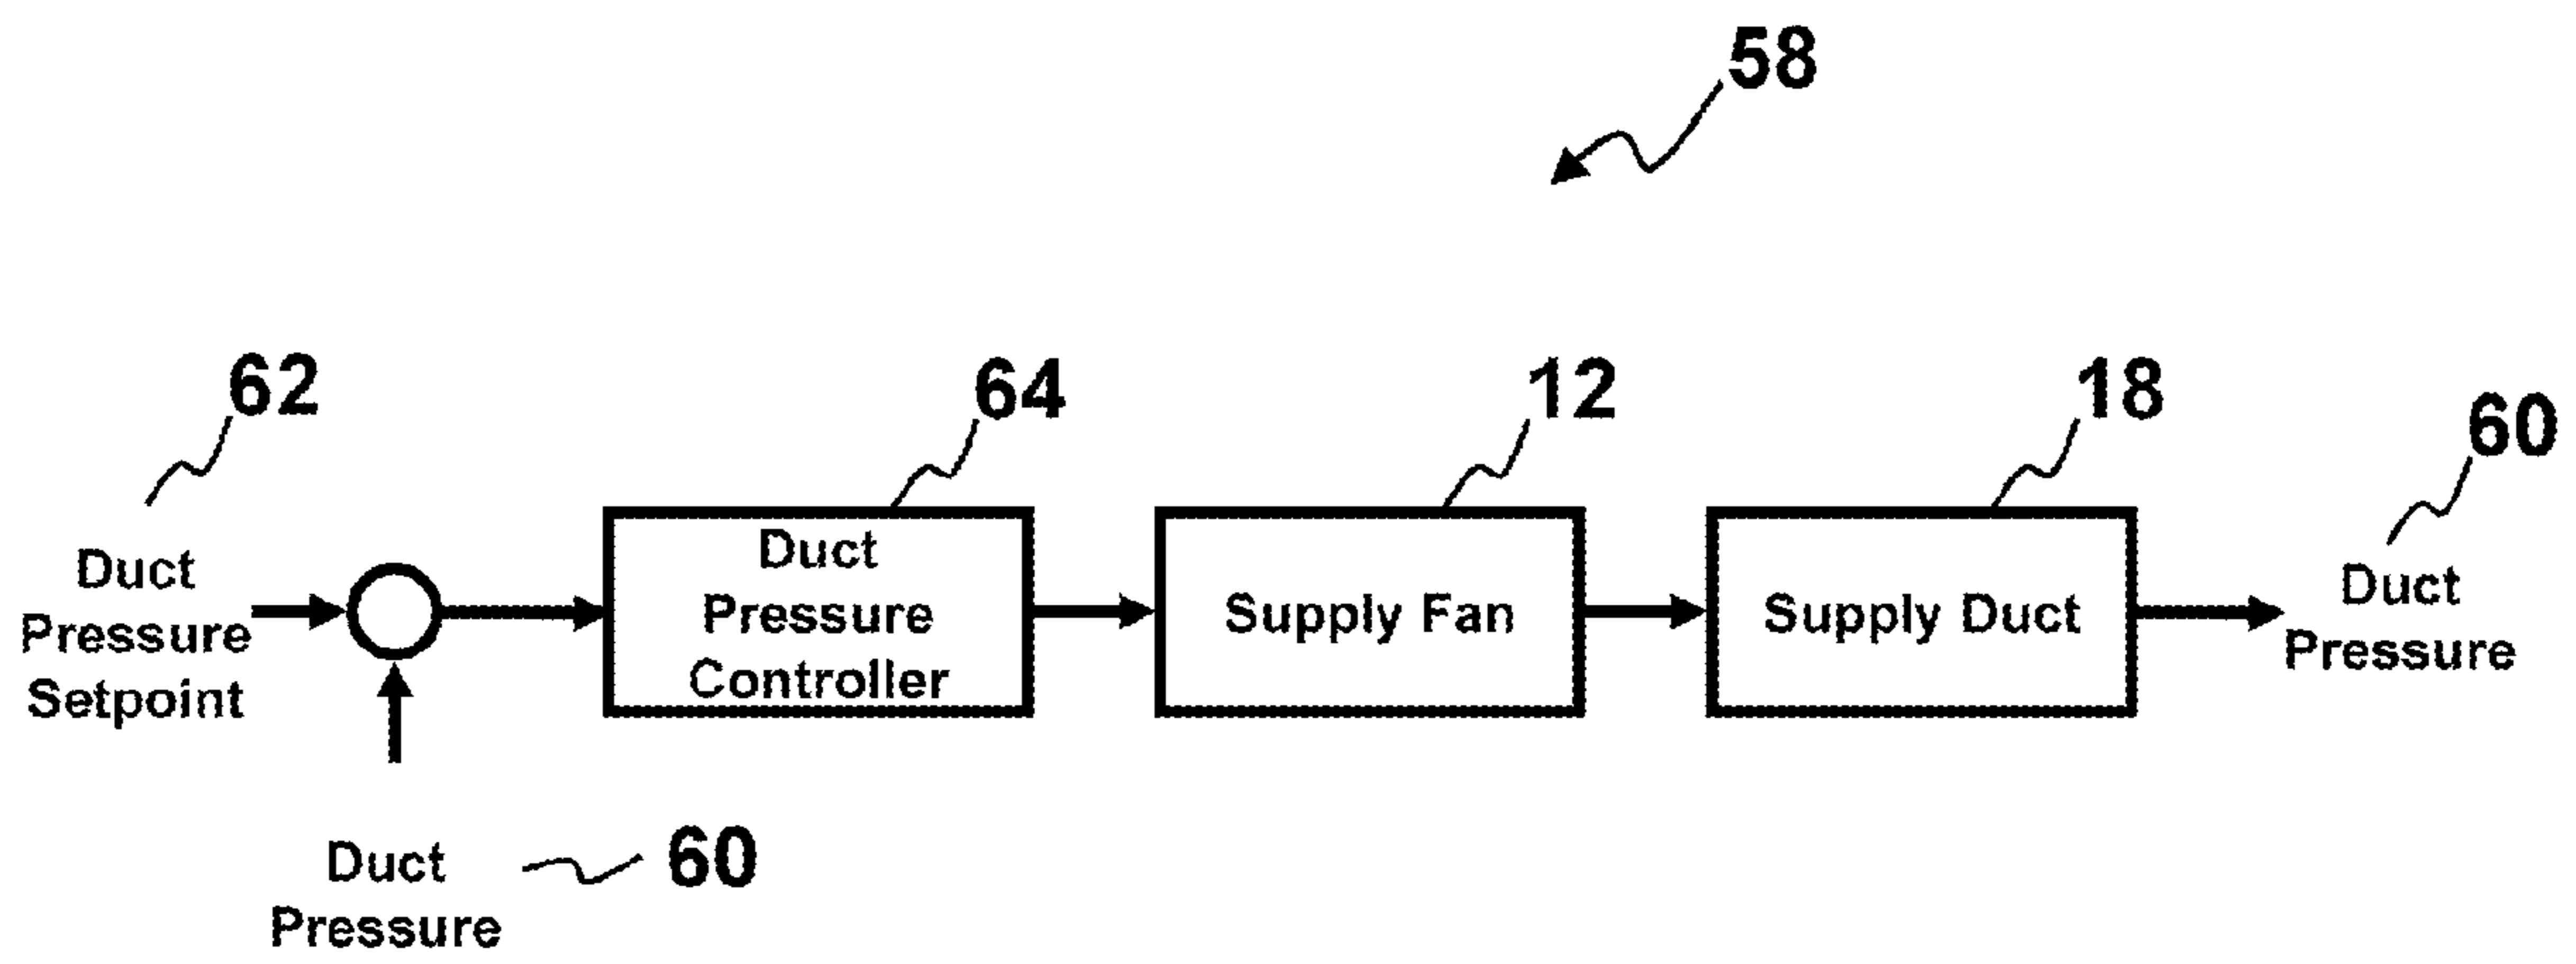 58
62
64
12
18
60
Duct
Pressure
Setpoint
Duct
Pressure
Controller
Supply Fan
Supply Duct
Duct
Pressure
Duct
Pressure
60